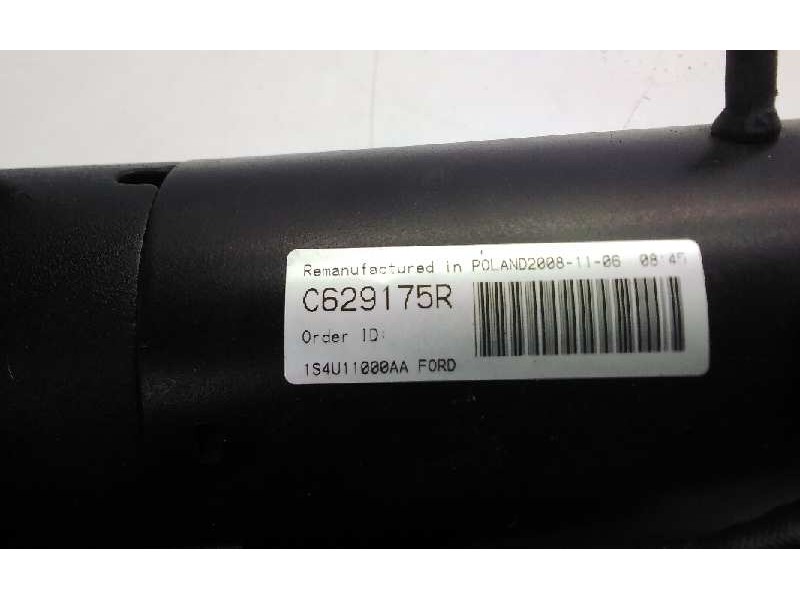 Remanufactured in POLAND2008-11-06 08:45
C629175R
Order ID:
1S4U11000AA FORD